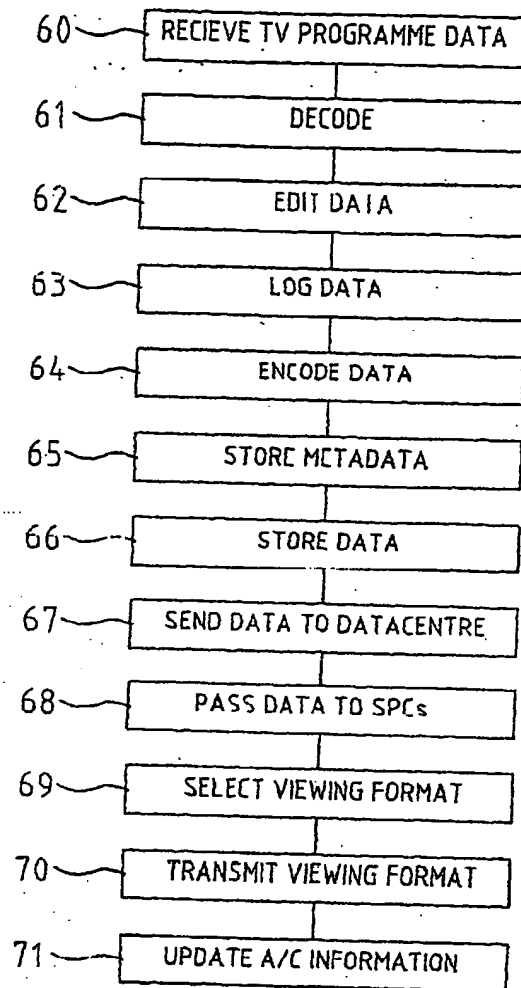 60 RECIEVE TV PROGRAMME DATA
61 DECODE
62 EDIT DATA
63 LOG DATA
64 ENCODE DATA
65 STORE METADATA
66 STORE DATA
67 SEND DATA TO DATACENTRE
68 PASS DATA TO SPCs
69 SELECT VIEWING FORMAT
70 TRANSMIT VIEWING FORMAT
71 UPDATE A/C INFORMATION